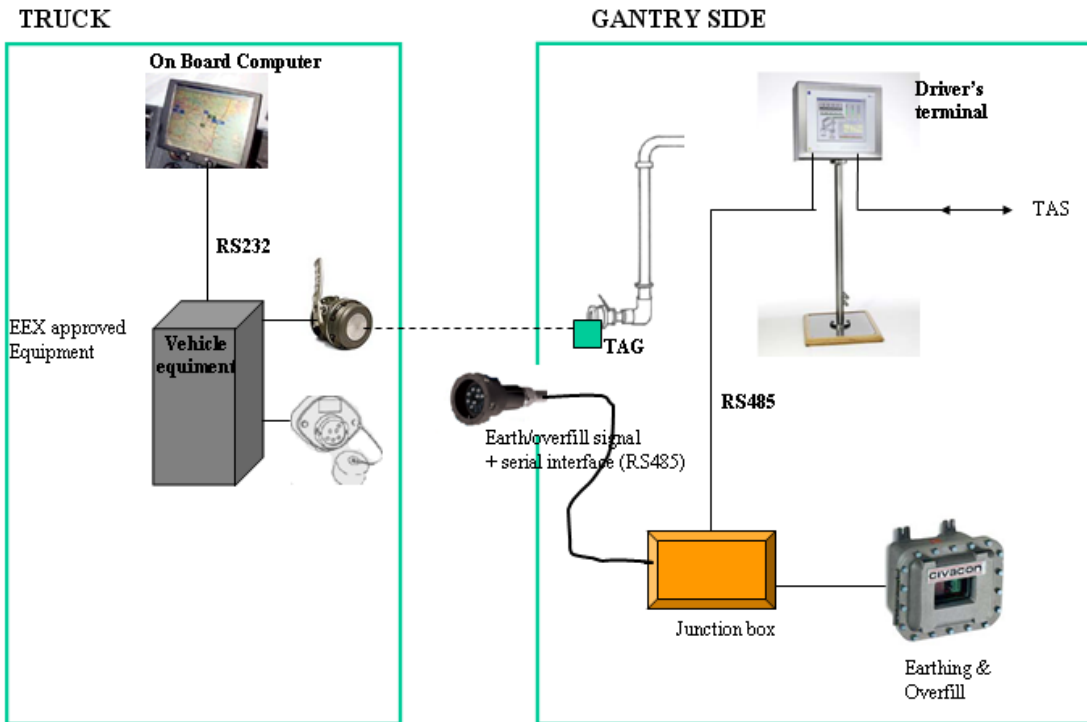 TRUCK
GANTRY SIDE
On Board Computer
Driver's
terminal
TAS
RS232
EEX approved
Equipment
Vehicle
equiment
TAG
RS485
Earth/overfill signal
+ serial interface (RS485)
civacon
Junction box
Earthing &
Overfill